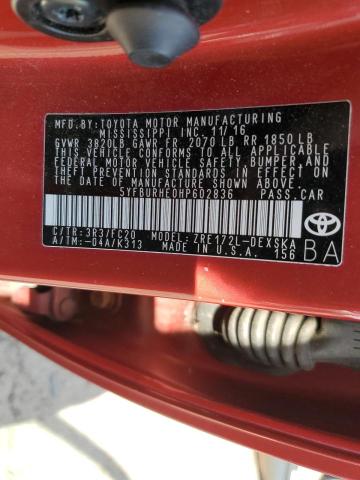 MFD.BY:TOYOTA MOTOR MANUFACTURING
MISSISSIPPI INC. 11/16
GVWR 3820LB GAWR FR 2070 LB RR 1850LB
THIS VEHICLE CONFORMS TO ALL APPLICABLE
FEDERAL MOTOR VEHICLE SAFETY,BUMPER,AND
THEFT PREVENTION STANDARDS IN EFFECT ON
THE DATE OF MANUFACTURE SHOWN ABOVE.
5YFBURHE0HP602836 PASS.CAR
C/TR:3R3/FC20 MODEL:ZRE172L-DEXSKA
A/TM:-04A/K313 MADE IN U.S.A. 156
BA